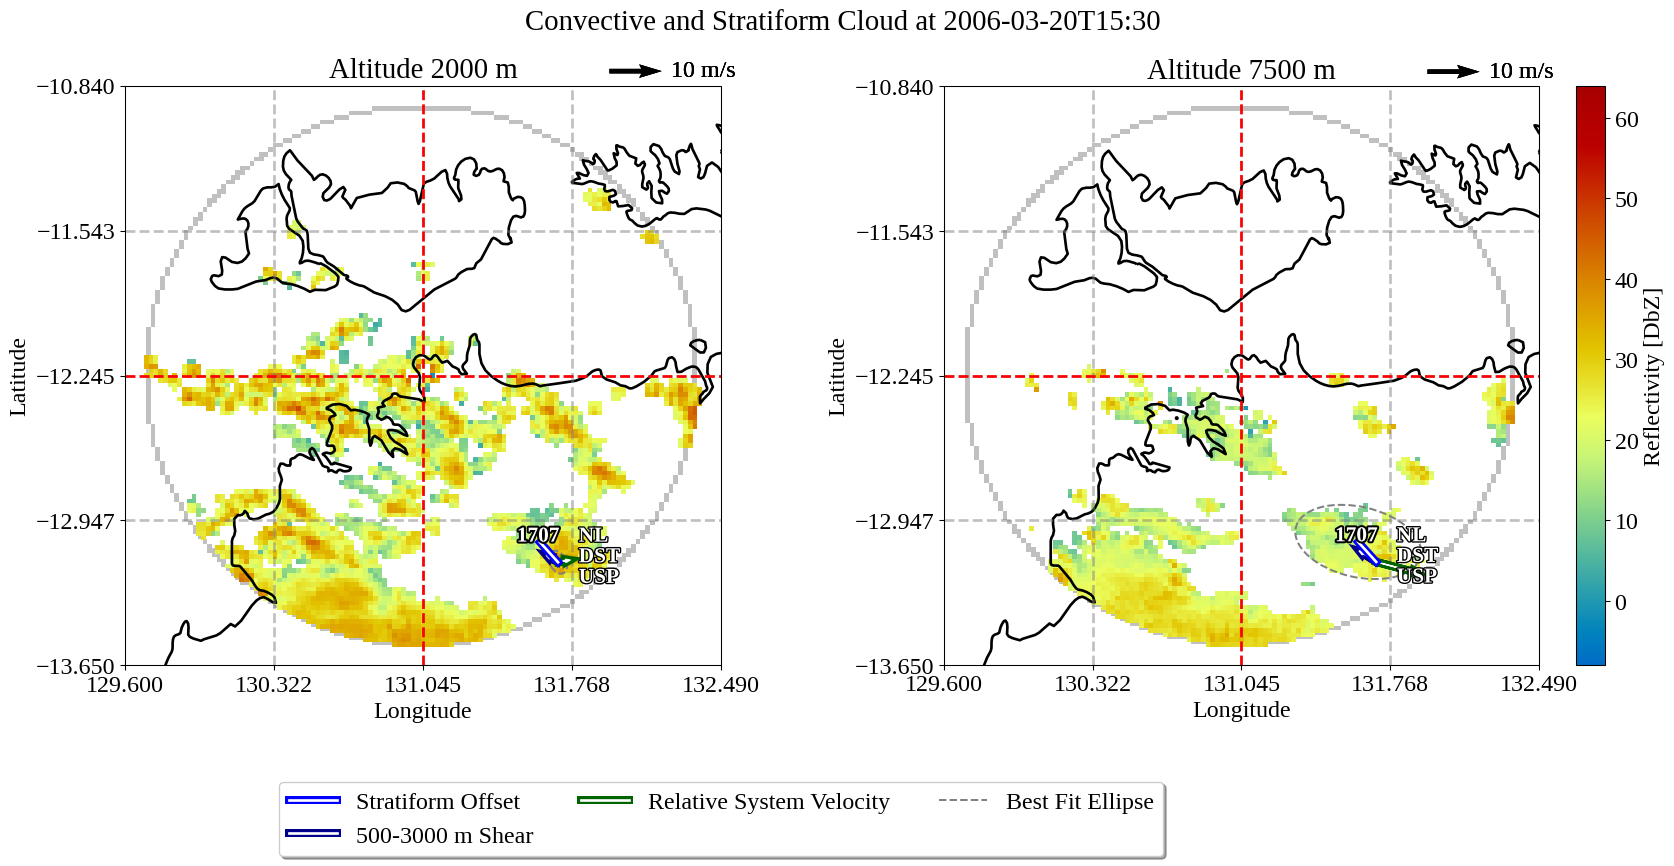 Convective and Stratiform Cloud at 2006-03-20T15:30
Altitude 2000 m
10 m/s
Altitude 7500 m
10 m/s
−10.840
−11.543
−12.245
−12.947
−13.650
Latitude
1707
NL
DST
USP
129.600
130.322
131.045
131.768
132.490
Longitude
−10.840
−11.543
−12.245
−12.947
−13.650
Latitude
1707
NL
DST
USP
129.600
130.322
131.045
131.768
132.490
Longitude
60
50
40
30
20
10
0
Reflectivity [DbZ]
Stratiform Offset
Relative System Velocity
Best Fit Ellipse
500-3000 m Shear